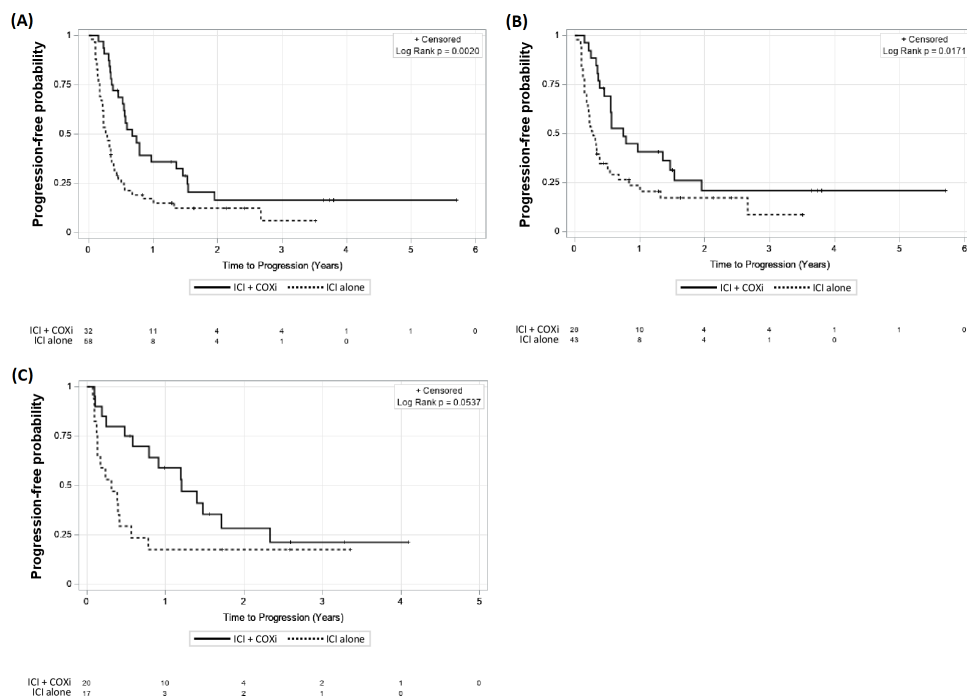 (A)
Progression-free probability
1
0.75
0.5
0.25
0
+ Censored
Log Rank p = 0.0020
0 1 2 3 4 5 6
Time to Progression (Years)
ICI + COXi ICI alone
ICI + COXi 32 11 4 4 1 1 0
ICI alone 68 8 4 1 0
(B)
Progression-free probability
1
0.75
0.5
0.25
0
+ Censored
Log Rank p = 0.0171
0 1 2 3 4 5 6
Time to Progression (Years)
ICI + COXi ICI alone
ICI + COXi 26 10 4 4 1 1 0
ICI alone 43 8 4 1 0
(C)
Progression-free probability
1
0.75
0.5
0.25
0
+ Censored
Log Rank p = 0.0537
0 1 2 3 4 5
Time to Progression (Years)
ICI + COXi ICI alone
ICI + COXi 20 10 4 2 1 0
ICI alone 17 3 2 1 0